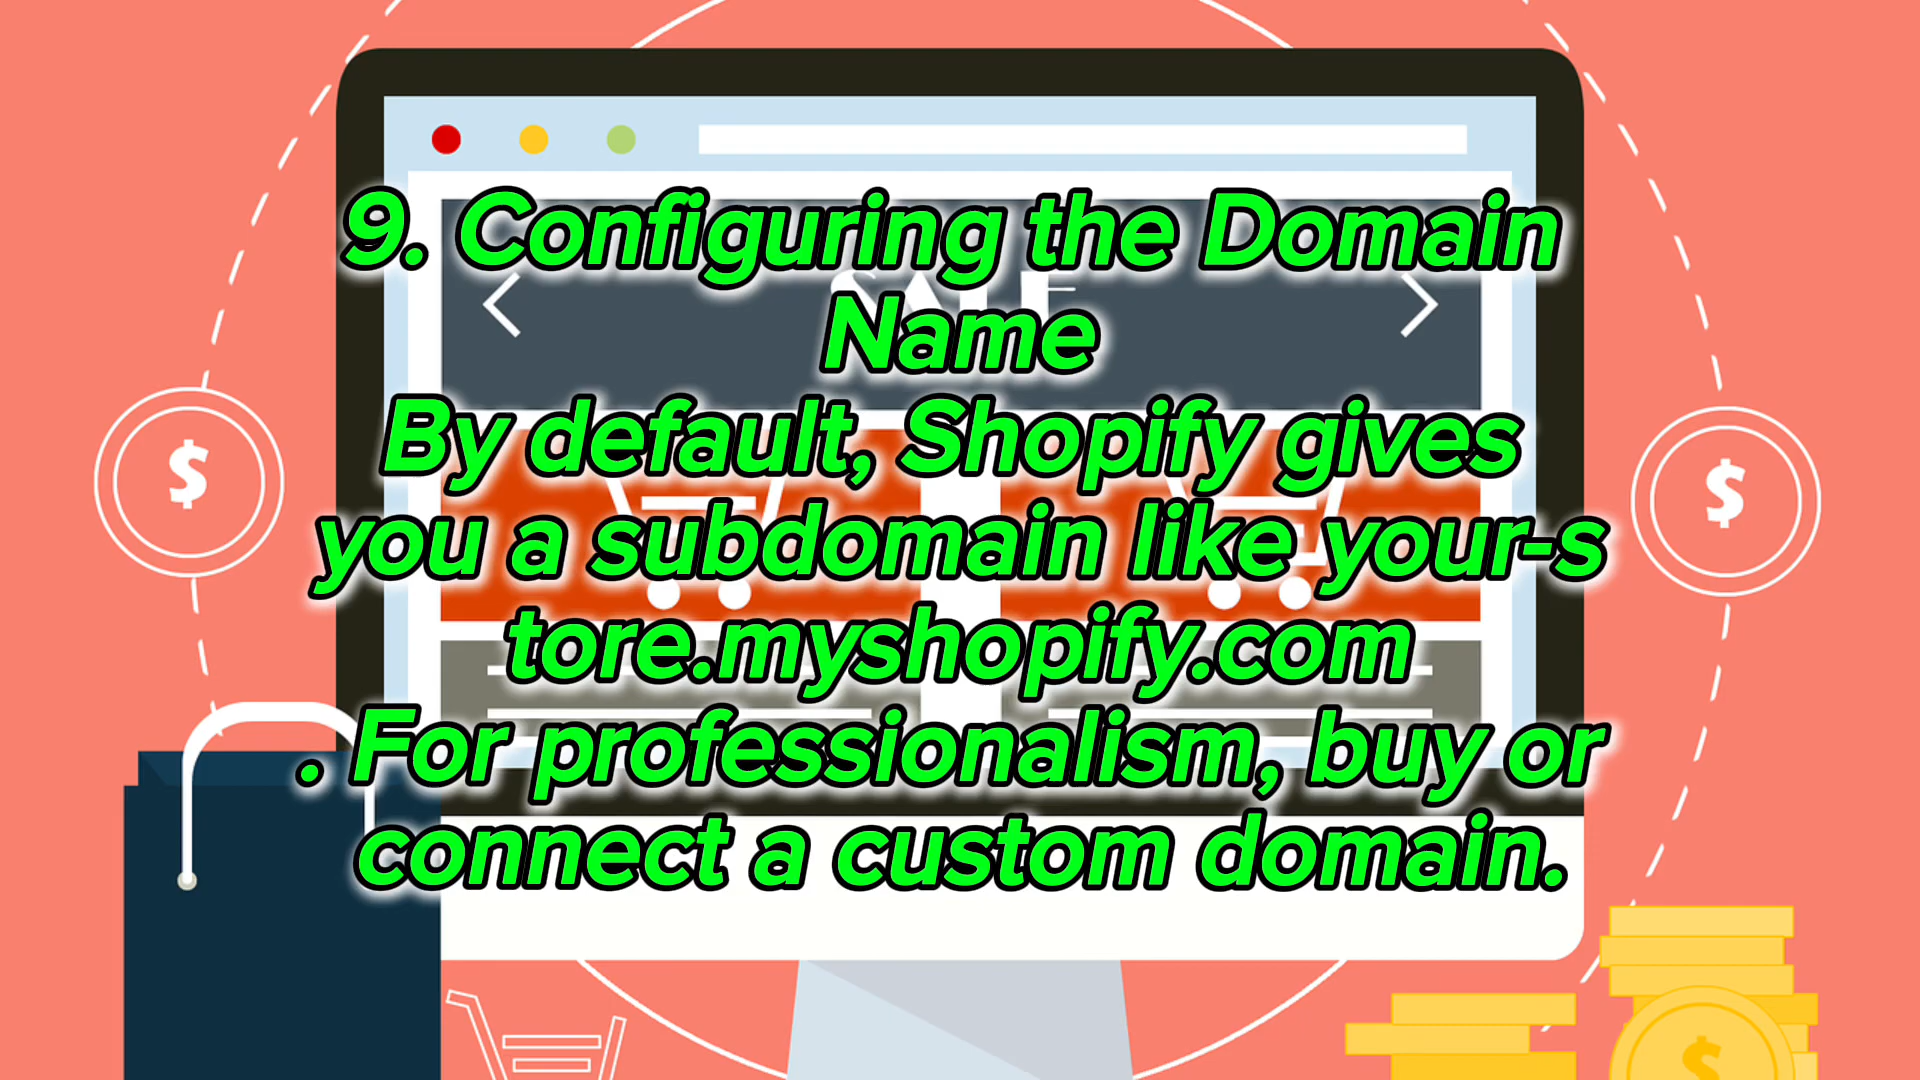 9. Configuring the Domain
Name
By default, Shopify gives
you a subdomain like your-s
tore.myshopify.com
. For professionalism, buy or
connect a custom domain.
SALE
$
$
$